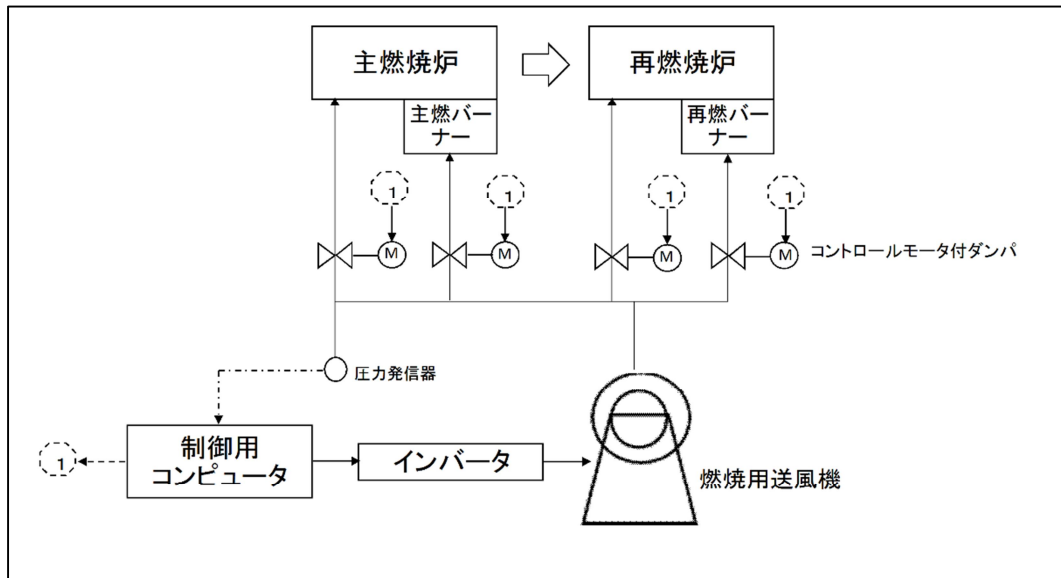 主燃焼炉
再燃焼炉
主燃バー
ナー
再燃バー
ナー
1
1
1
1
M
M
M
M
コントロールモータ付ダンパ
圧力発信器
制御用
コンピュータ
1
インバータ
燃焼用送風機